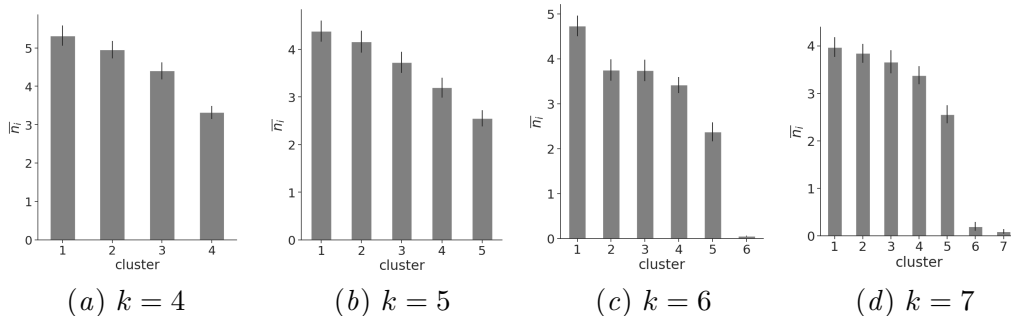 5
4
3
2
1
0
n̅ᵢ
1 2 3 4
cluster
(a) k = 4
4
3
2
1
0
n̅ᵢ
1 2 3 4 5
cluster
(b) k = 5
5
4
3
2
1
0
n̅ᵢ
1 2 3 4 5 6
cluster
(c) k = 6
4
3
2
1
0
n̅ᵢ
1 2 3 4 5 6 7
cluster
(d) k = 7